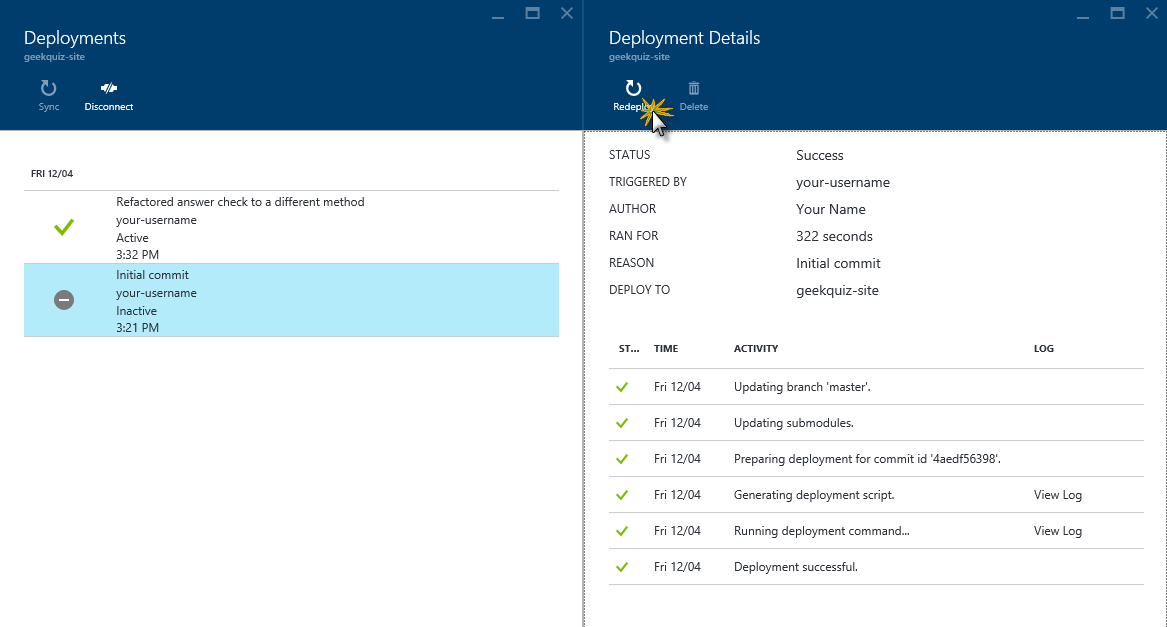 Deployments
geekquiz-site
Sync Disconnect
FRI 12/04
Refactored answer check to a different method
your-username
Active
3:32 PM
Initial commit
your-username
Inactive
3:21 PM
Deployment Details
geekquiz-site
Redeploy Delete
STATUS Success
TRIGGERED BY your-username
AUTHOR Your Name
RAN FOR 322 seconds
REASON Initial commit
DEPLOY TO geekquiz-site
ST... TIME ACTIVITY LOG
Fri 12/04 Updating branch 'master'.
Fri 12/04 Updating submodules.
Fri 12/04 Preparing deployment for commit id '4aedf56398'.
Fri 12/04 Generating deployment script. View Log
Fri 12/04 Running deployment command... View Log
Fri 12/04 Deployment successful.